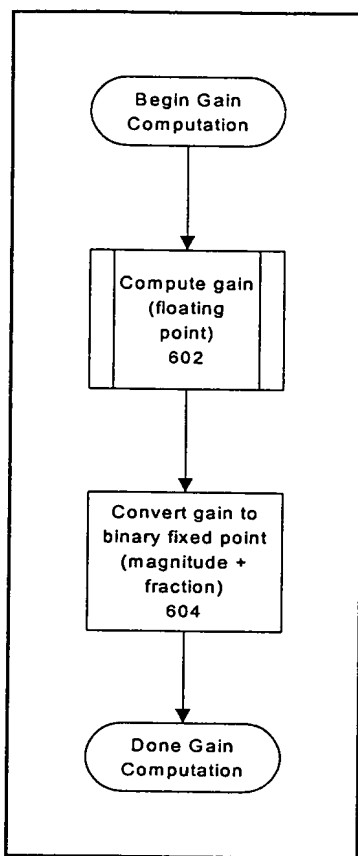 Begin Gain
Computation
Compute gain
(floating
point)
602
Convert gain to
binary fixed point
(magnitude +
fraction)
604
Done Gain
Computation